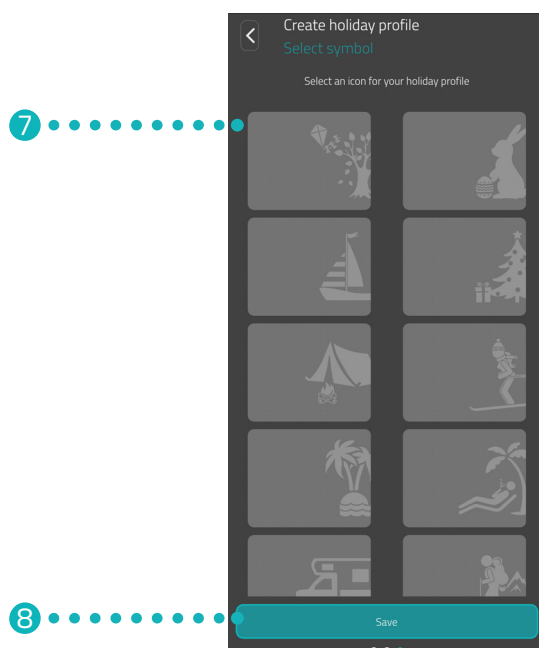 Create holiday profile
Select symbol
Select an icon for your holiday profile
7
8
Save